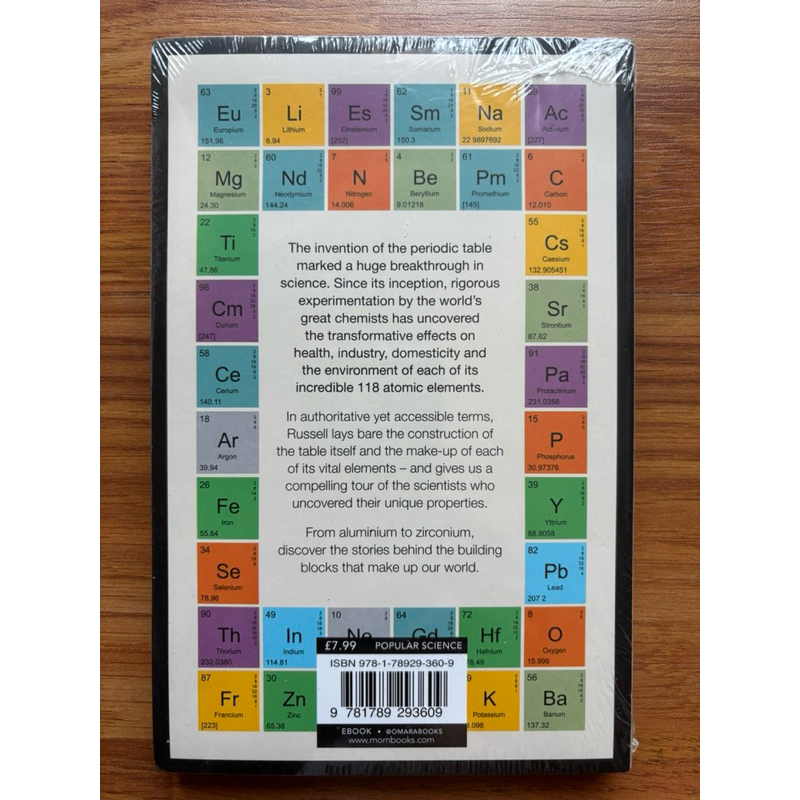 63
Eu
Europium
151.96
3
Li
Lithium
6.94
99
Es
Einsteinium
[252]
62
Sm
Samarium
150.3
11
Na
Sodium
22 9897692
Ac
Actinium
[227]
12
Mg
Magnesium
24.30
60
Nd
Neodymium
144.24
7
N
Nitrogen
14.006
4
Be
Beryllium
9.01218
61
Pm
Promethium
[145]
6
C
Carbon
12.010
22
Ti
Titanium
47.86
55
Cs
Caesium
132.905451
96
Cm
Curium
[247]
38
Sr
Strontium
87.62
58
Ce
Cerium
140.11
91
Pa
Protactinium
231.0358
18
Ar
Argon
39.94
15
P
Phosphorus
30.97376
26
Fe
Iron
55.84
39
Y
Yttrium
88.9058
34
Se
Selenium
78.96
82
Pb
Lead
207 2
The invention of the periodic table
marked a huge breakthrough in
science. Since its inception, rigorous
experimentation by the world's
great chemists has uncovered
the transformative effects on
health, industry, domesticity and
the environment of each of its
incredible 118 atomic elements.
In authoritative yet accessible terms,
Russell lays bare the construction of
the table itself and the make-up of each
of its vital elements – and gives us a
compelling tour of the scientists who
uncovered their unique properties.
From aluminium to zirconium,
discover the stories behind the building
blocks that make up our world.
90
Th
Thorium
232.0380
49
In
Indium
114.81
10
Ne
64
Gd
72
Hf
Hafnium
78.49
8
O
Oxygen
15.999
87
Fr
Francium
[223]
30
Zn
Zinc
65.38
K
Potassium
9.098
56
Ba
Barium
137.32
£7.99 POPULAR SCIENCE
ISBN 978-1-78929-360-9
9 781789 293609
EBOOK • @OMARABOOKS
www.mombooks.com